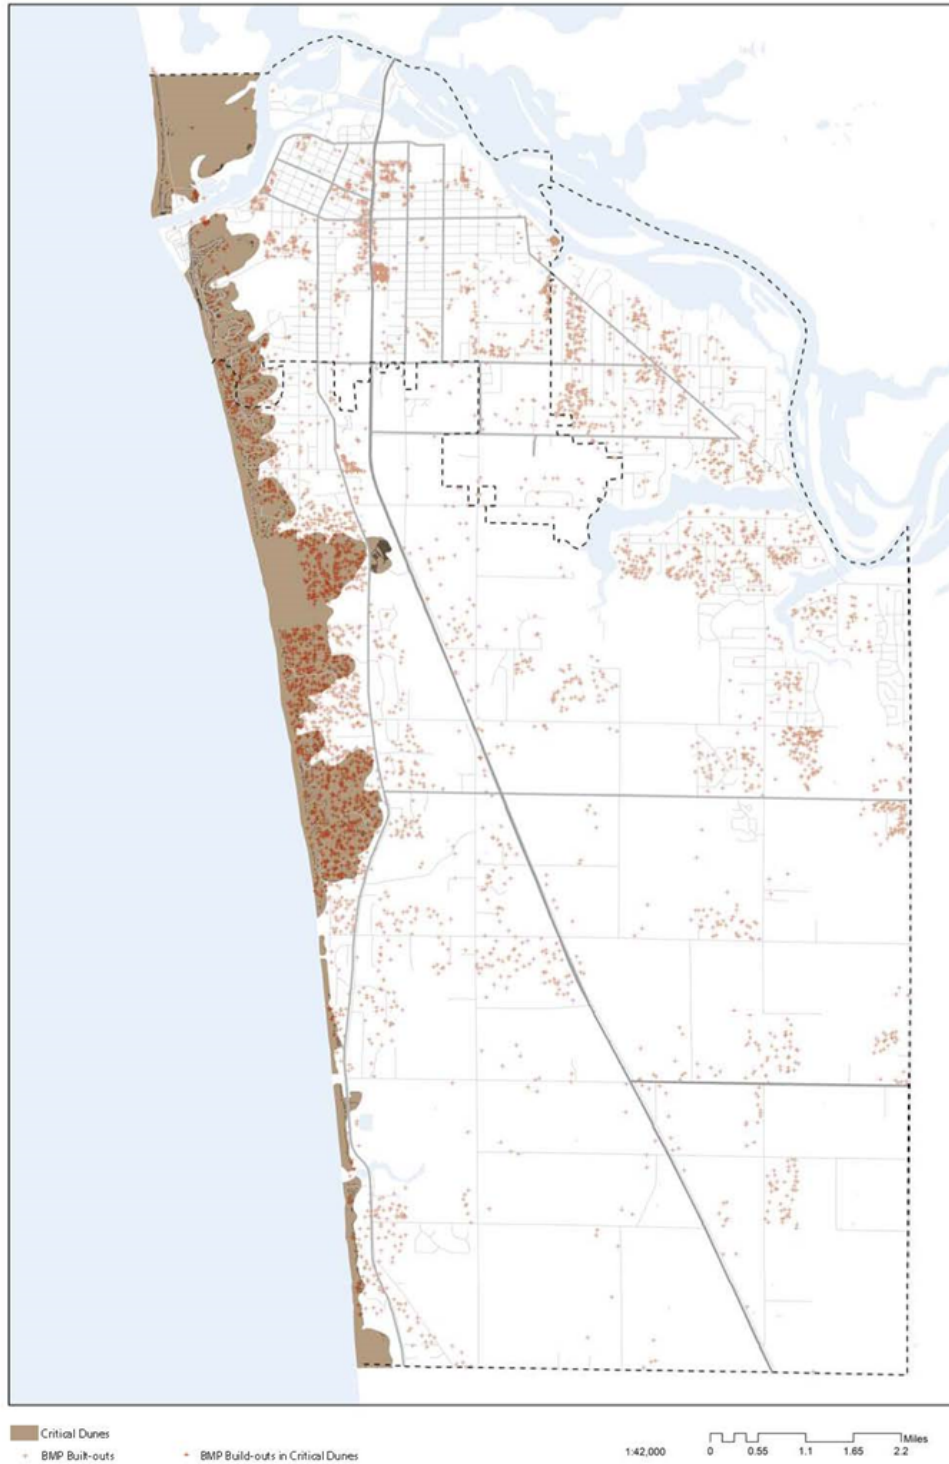 Critical Dunes
BMP Built-outs
BMP Build-outs in Critical Dunes
1:42,000
Miles
0 0.55 1.1 1.65 2.2